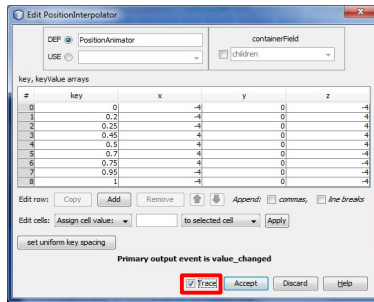 Edit PositionInterpolator
DEF PositionAnimator
containerField
USE
children
key, keyValue arrays
# key x y z
0 0 -4 0 -4
1 0.2 -4 0 4
2 0.25 -4 0 4
3 0.45 4 0 4
4 0.5 4 0 4
5 0.7 4 0 -4
6 0.75 4 0 -4
7 0.95 -4 0 -4
8 1 -4 0 -4
Edit row: Copy Add Remove Append: commas, line breaks
Edit cells: Assign cell value: to selected cell Apply
set uniform key spacing
Primary output event is value_changed
Trace Accept Discard Help